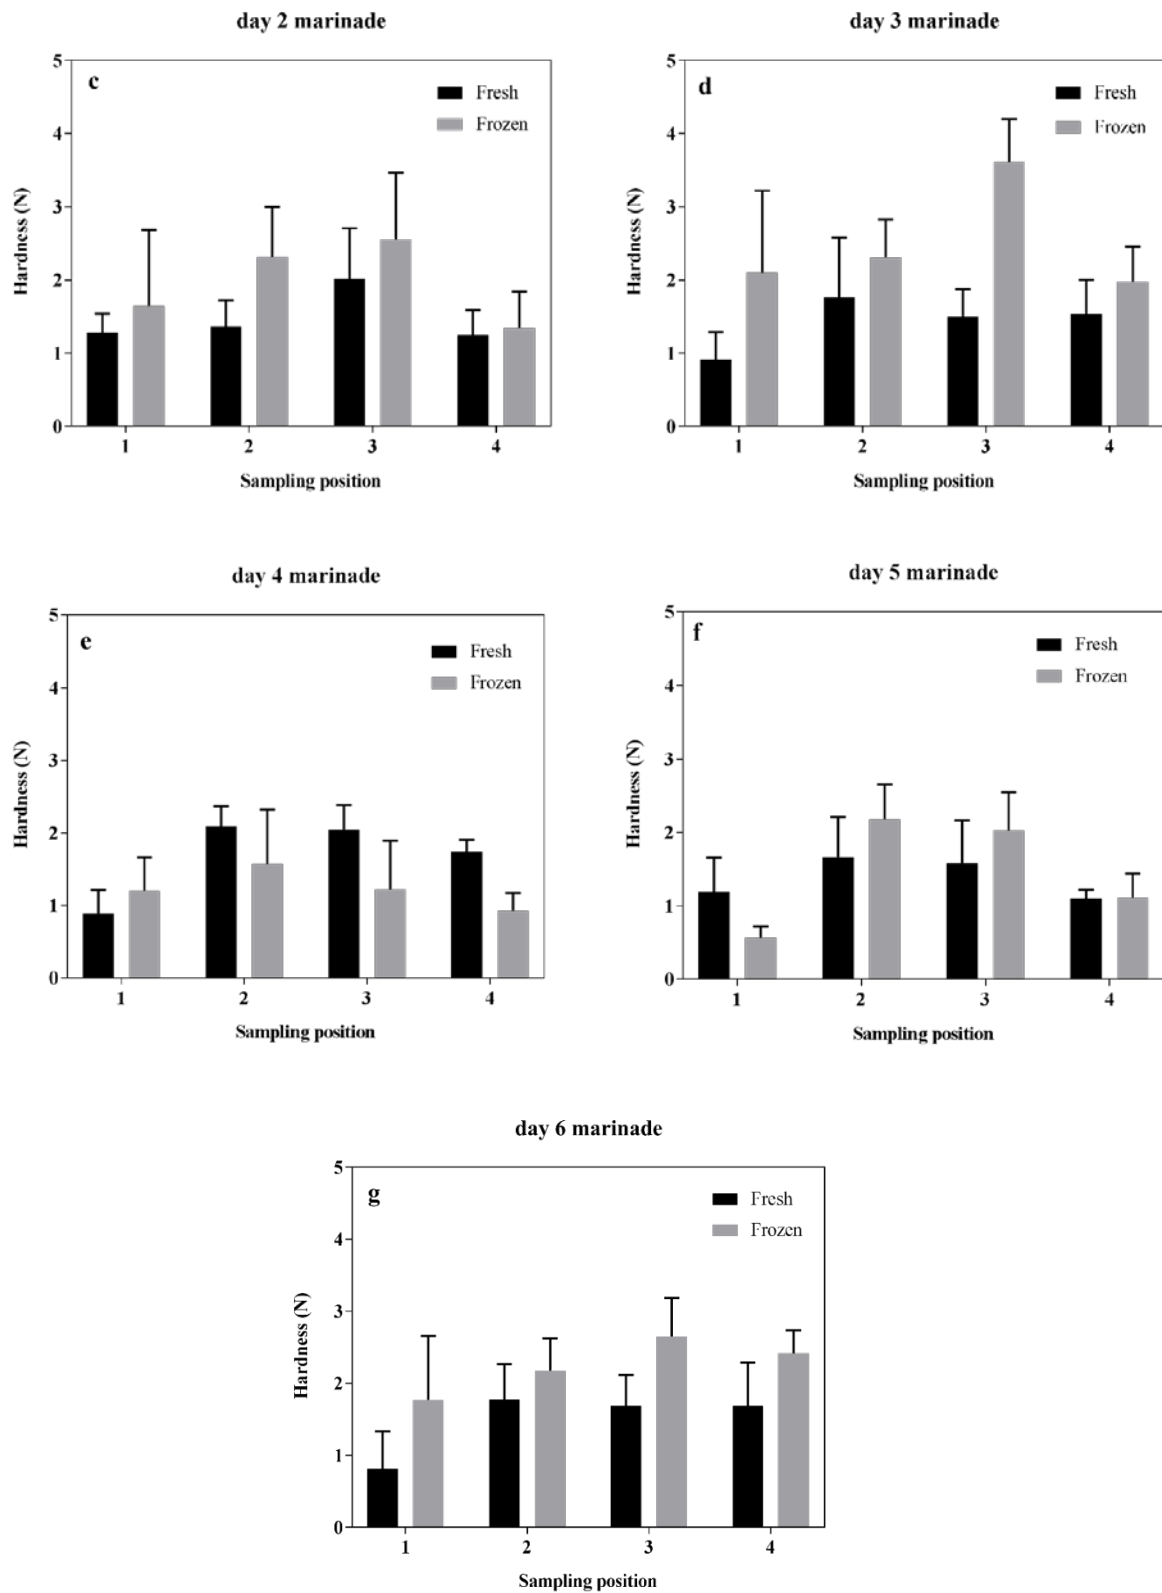 day 2 marinade
c
Fresh
Frozen
5
4
3
2
1
0
Hardness (N)
1 2 3 4
Sampling position
day 3 marinade
d
Fresh
Frozen
5
4
3
2
1
0
Hardness (N)
1 2 3 4
Sampling position
day 4 marinade
e
Fresh
Frozen
5
4
3
2
1
0
Hardness (N)
1 2 3 4
Sampling position
day 5 marinade
f
Fresh
Frozen
5
4
3
2
1
0
Hardness (N)
1 2 3 4
Sampling position
day 6 marinade
g
Fresh
Frozen
5
4
3
2
1
0
Hardness (N)
1 2 3 4
Sampling position